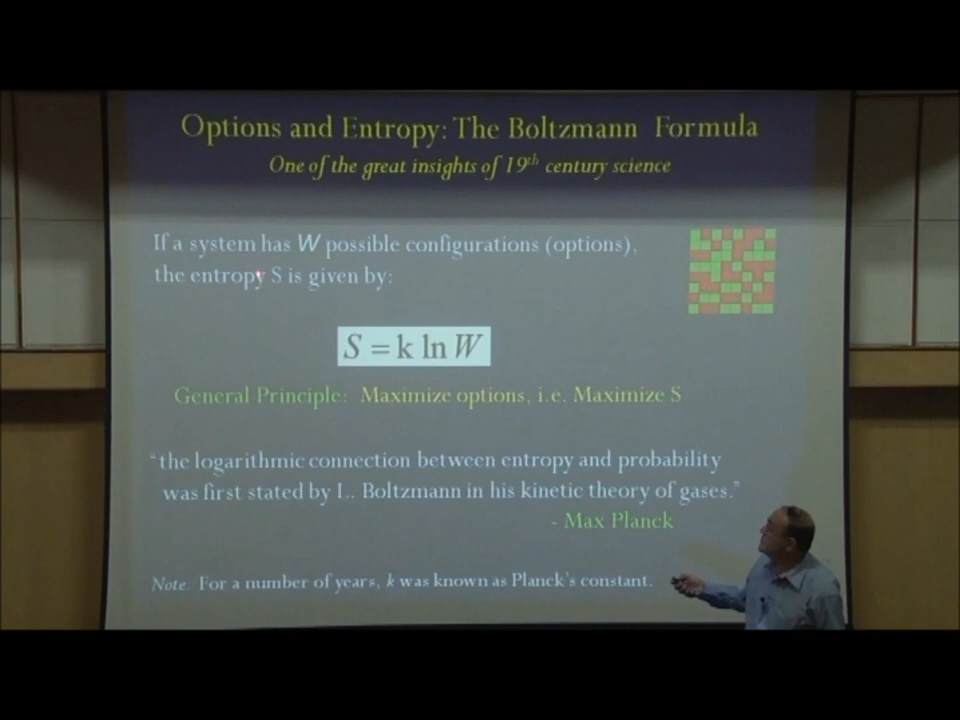 Options and Entropy: The Boltzmann Formula
One of the great insights of 19th century science
If a system has W possible configurations (options),
the entropy S is given by:
S = k ln W
General Principle: Maximize options, i.e. Maximize S
“the logarithmic connection between entropy and probability
was first stated by L. Boltzmann in his kinetic theory of gases.”
- Max Planck
Note: For a number of years, k was known as Planck's constant.